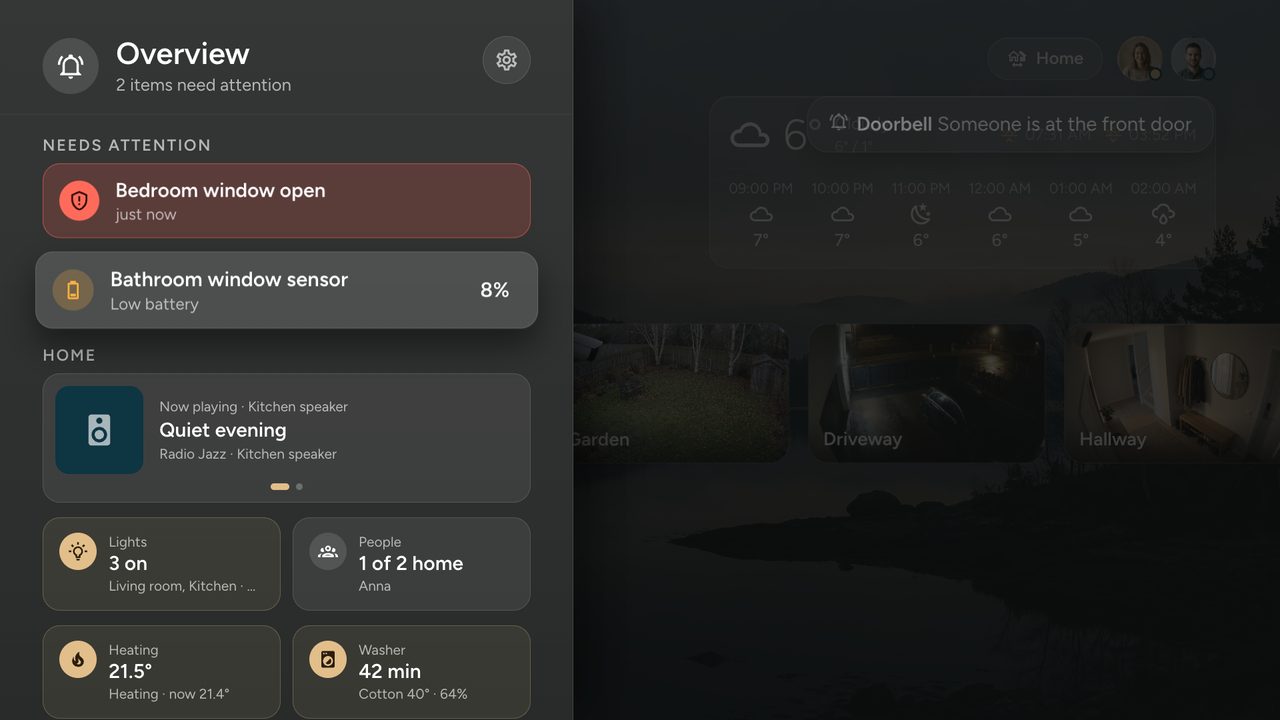 Overview
2 items need attention
NEEDS ATTENTION
Bedroom window open
just now
Bathroom window sensor
Low battery
8%
HOME
Now playing · Kitchen speaker
Quiet evening
Radio Jazz · Kitchen speaker
Lights
3 on
Living room, Kitchen · ...
People
1 of 2 home
Anna
Heating
21.5°
Heating · now 21.4°
Washer
42 min
Cotton 40° · 64%
Home
Doorbell Someone is at the front door
6°
6° / 1°
09:00 PM 10:00 PM 11:00 PM 12:00 AM 01:00 AM 02:00 AM
7° 7° 6° 6° 5° 4°
Garden
Driveway
Hallway